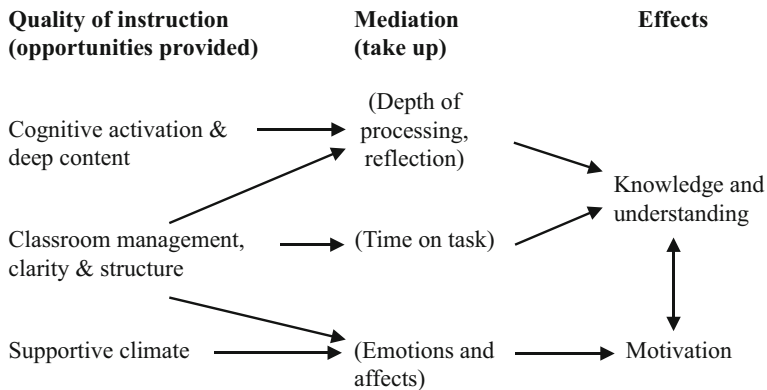 Quality of instruction
(opportunities provided)
Mediation
(take up)
Effects
Cognitive activation &
deep content
(Depth of
processing,
reflection)
Knowledge and
understanding
Classroom management,
clarity & structure
(Time on task)
Supportive climate
(Emotions and
affects)
Motivation